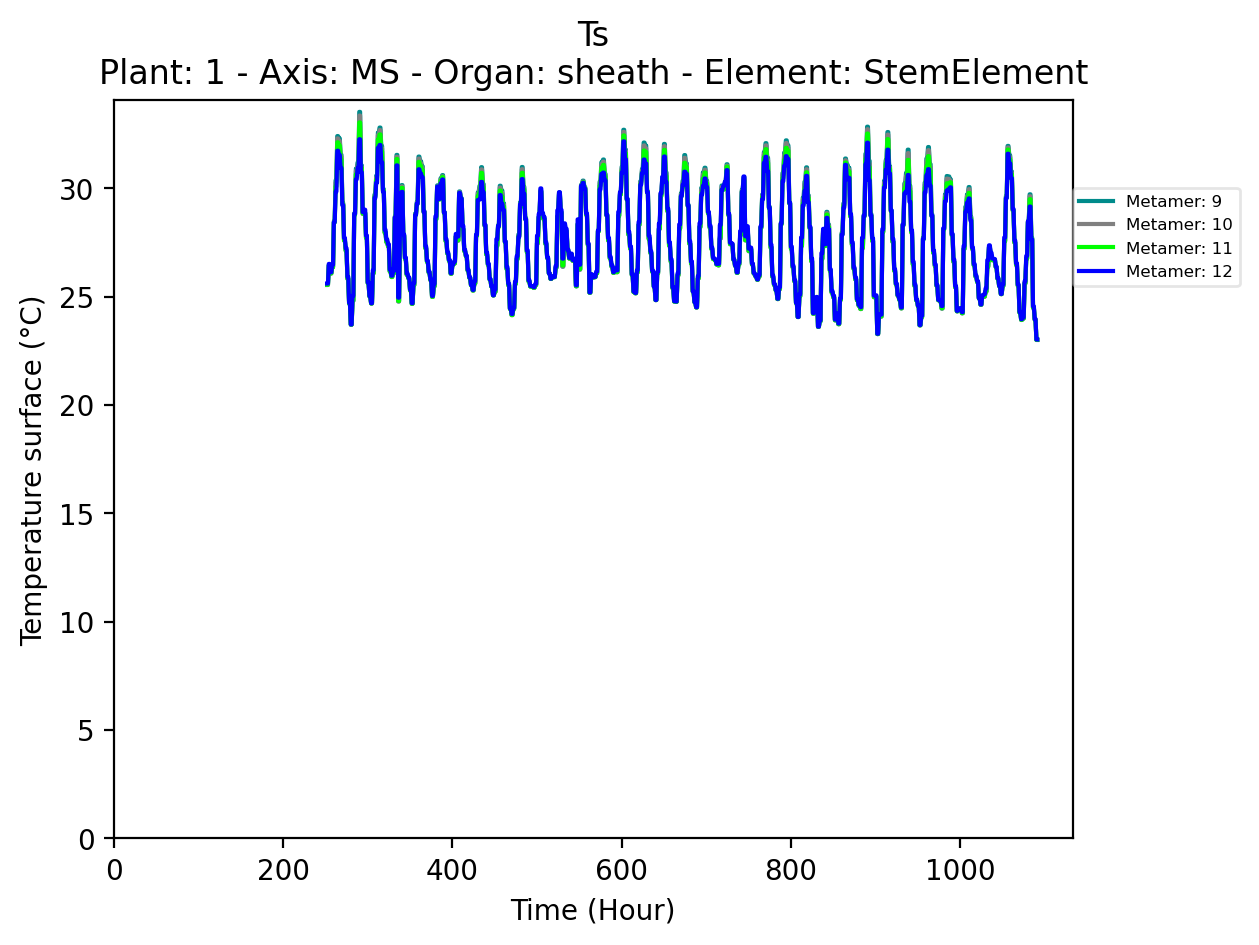 Ts
Plant: 1 - Axis: MS - Organ: sheath - Element: StemElement
Temperature surface (°C)
30
25
20
15
10
5
0
0 200 400 600 800 1000
Time (Hour)
Metamer: 9
Metamer: 10
Metamer: 11
Metamer: 12